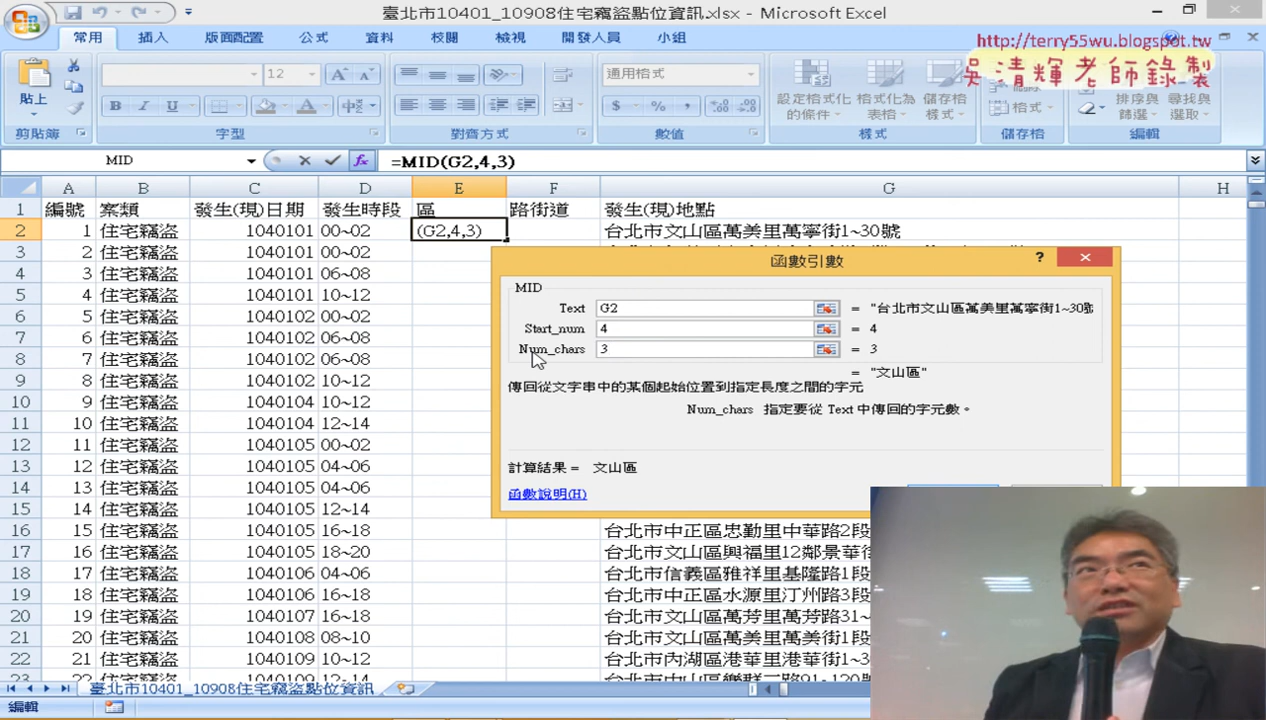 臺北市10401_10908住宅竊盜點位資訊.xlsx - Microsoft Excel
常用 插入 版面配置 公式 資料 校閱 檢視 開發人員 小組
http://terry55wu.blogspot.tw
吳清輝老師錄製
貼上 12 通用格式 設定格式化的條件 格式化為表格 儲存格樣式 格式 排序與篩選 尋找與選取
剪貼簿 字型 對齊方式 數值 樣式 儲存格 編輯
MID =MID(G2,4,3)
A B C D E F G H
1 編號 案類 發生(現)日期 發生時段 區 路街道 發生(現)地點
2 1 住宅竊盜 1040101 00~02 (G2,4,3) 台北市文山區萬美里萬寧街1~30號
3 2 住宅竊盜 1040101 00~02
4 3 住宅竊盜 1040101 06~08
5 4 住宅竊盜 1040101 10~12
6 5 住宅竊盜 1040102 00~02
7 6 住宅竊盜 1040102 06~08
8 7 住宅竊盜 1040102 06~08
9 8 住宅竊盜 1040102 10~12
10 9 住宅竊盜 1040104 10~12
11 10 住宅竊盜 1040104 12~14
12 11 住宅竊盜 1040105 00~02
13 12 住宅竊盜 1040105 04~06
14 13 住宅竊盜 1040105 04~06
15 14 住宅竊盜 1040105 12~14
16 15 住宅竊盜 1040105 16~18 台北市中正區忠勤里中華路2段
17 16 住宅竊盜 1040105 18~20 台北市文山區興福里12鄰景華街
18 17 住宅竊盜 1040106 04~06 台北市信義區雅祥里基隆路1段
19 18 住宅竊盜 1040106 16~18 台北市中正區水源里汀州路3段
20 19 住宅竊盜 1040107 16~18 台北市文山區萬芳里萬芳路31
21 20 住宅竊盜 1040108 08~10 台北市文山區萬美里萬美街1段
22 21 住宅竊盜 1040109 10~12 台北市內湖區港華里港華街1~3
函數引數
MID
Text G2 = "台北市文山區萬美里萬寧街1~30號
Start_num 4 = 4
Num_chars 3 = 3
= "文山區"
傳回從文字串中的某個起始位置到指定長度之間的字元
Num_chars 指定要從 Text 中傳回的字元數。
計算結果 = 文山區
函數說明(H)
臺北市10401_10908住宅竊盜點位資訊
編輯